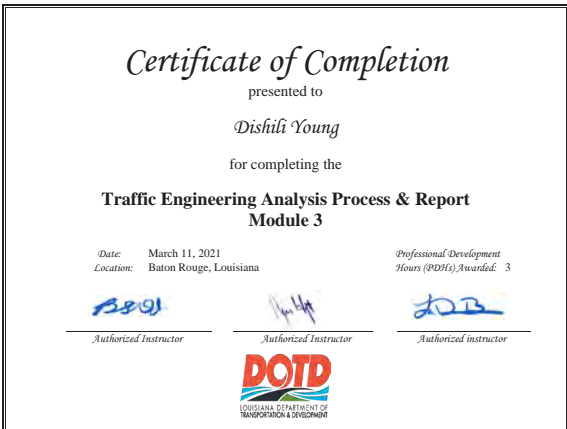 Certificate of Completion
presented to
Dishili Young
for completing the
Traffic Engineering Analysis Process & Report
Module 3
Date: March 11, 2021
Location: Baton Rouge, Louisiana
Professional Development
Hours (PDHs) Awarded: 3
Authorized Instructor
Authorized Instructor
Authorized instructor
DOTD
LOUISIANA DEPARTMENT OF
TRANSPORTATION & DEVELOPMENT